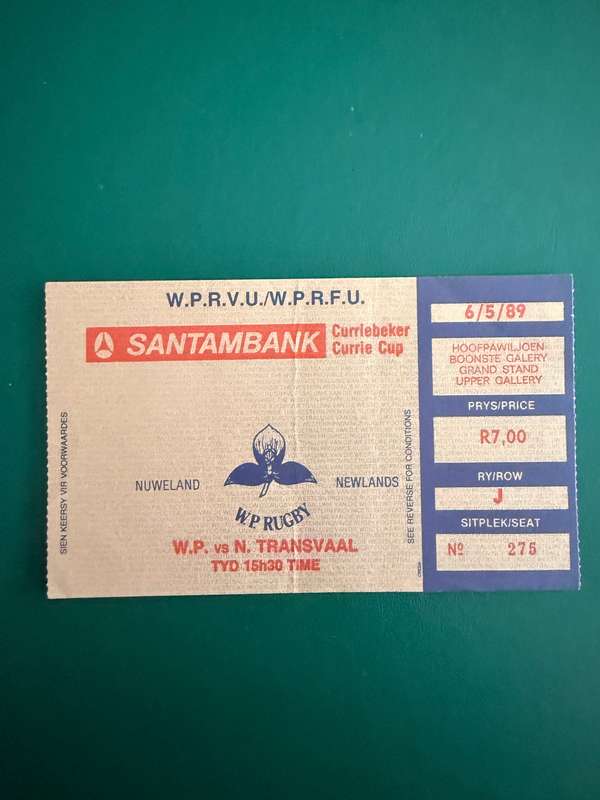 W.P.R.V.U./W.P.R.F.U.
SANTAMBANK
Curriebeker
Currie Cup
SIEN KEERSY VIR VOORWAARDES
NUWELAND
NEWLANDS
W.P RUGBY
SEE REVERSE FOR CONDITIONS
W.P. vs N. TRANSVAAL
TYD 15h30 TIME
6/5/89
HOOFPAWILJOEN
BOONSTE GALERY
GRAND STAND
UPPER GALLERY
PRYS/PRICE
R7,00
RY/ROW
J
SITPLEK/SEAT
Nº 275